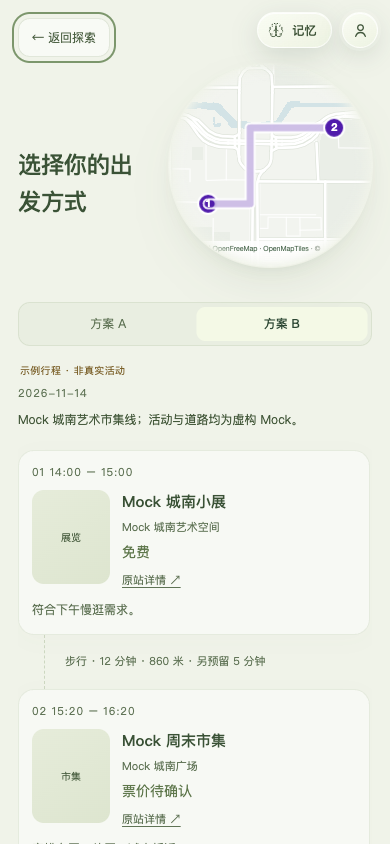 ← 返回探索
记忆
选择你的出
发方式
2
1
OpenFreeMap · OpenMapTiles · ©
方案 A
方案 B
示例行程 · 非真实活动
2026-11-14
Mock 城南艺术市集线；活动与道路均为虚构 Mock。
01 14:00 — 15:00
展览
Mock 城南小展
Mock 城南艺术空间
免费
原站详情 ↗
符合下午慢逛需求。
步行 · 12 分钟 · 860 米 · 另预留 5 分钟
02 15:20 — 16:20
市集
Mock 周末市集
Mock 城南广场
票价待确认
原站详情 ↗